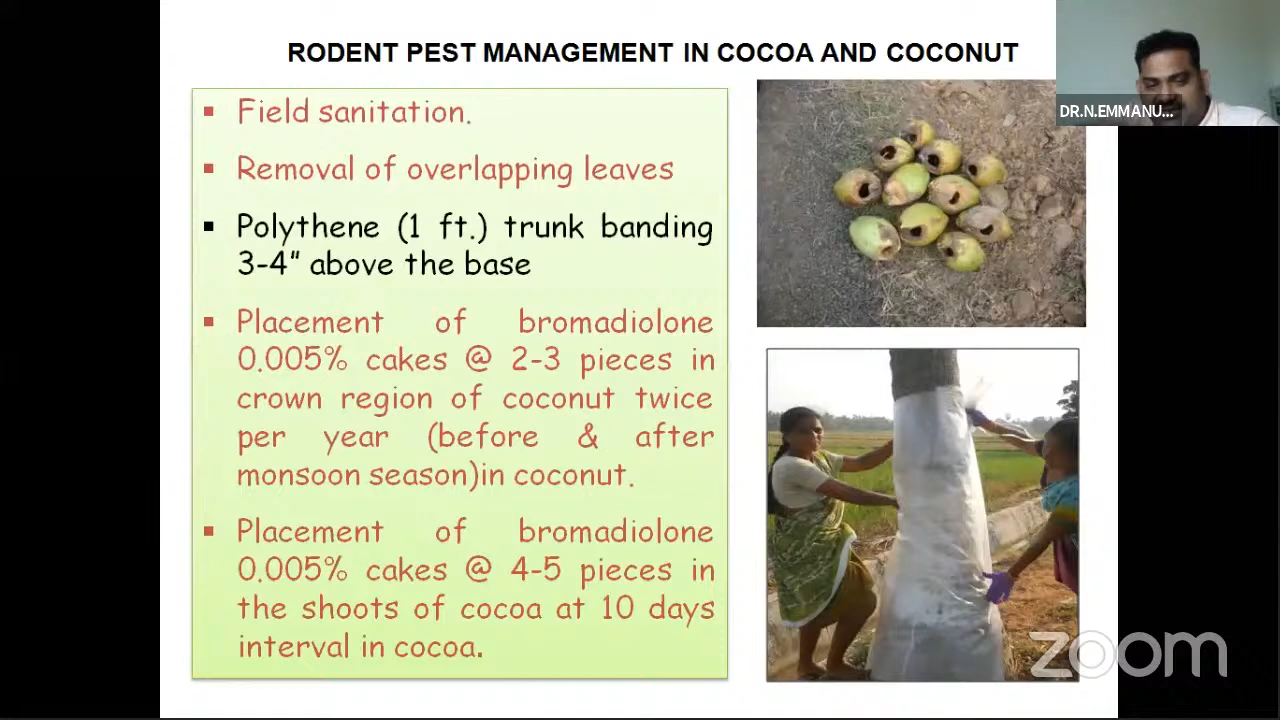 RODENT PEST MANAGEMENT IN COCOA AND COCONUT
DR.N.EMMANU...
▪ Field sanitation.
▪ Removal of overlapping leaves
▪ Polythene (1 ft.) trunk banding
3-4” above the base
▪ Placement of bromadiolone
0.005% cakes @ 2-3 pieces in
crown region of coconut twice
per year (before & after
monsoon season)in coconut.
▪ Placement of bromadiolone
0.005% cakes @ 4-5 pieces in
the shoots of cocoa at 10 days
interval in cocoa.
zoom